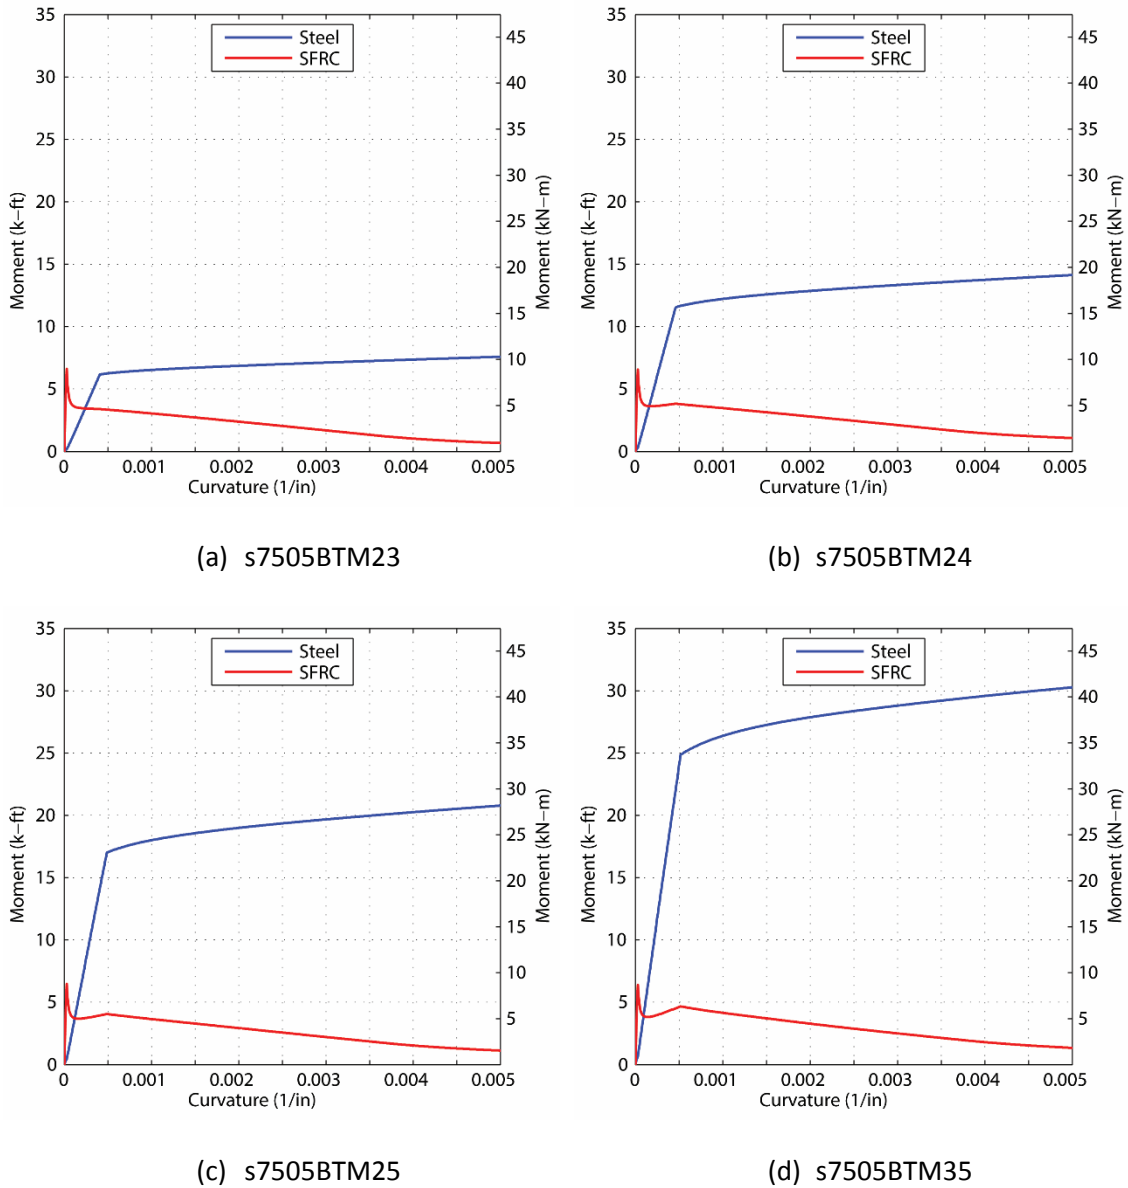 35
30
25
20
15
10
5
0
Moment (k−ft)
Steel
SFRC
45
40
35
30
25
20
15
10
5
Moment (kN−m)
0 0.001 0.002 0.003 0.004 0.005
Curvature (1/in)
(a) s7505BTM23
35
30
25
20
15
10
5
0
Moment (k−ft)
Steel
SFRC
45
40
35
30
25
20
15
10
5
Moment (kN−m)
0 0.001 0.002 0.003 0.004 0.005
Curvature (1/in)
(b) s7505BTM24
35
30
25
20
15
10
5
0
Moment (k−ft)
Steel
SFRC
45
40
35
30
25
20
15
10
5
Moment (kN−m)
0 0.001 0.002 0.003 0.004 0.005
Curvature (1/in)
(c) s7505BTM25
35
30
25
20
15
10
5
0
Moment (k−ft)
Steel
SFRC
45
40
35
30
25
20
15
10
5
Moment (kN−m)
0 0.001 0.002 0.003 0.004 0.005
Curvature (1/in)
(d) s7505BTM35